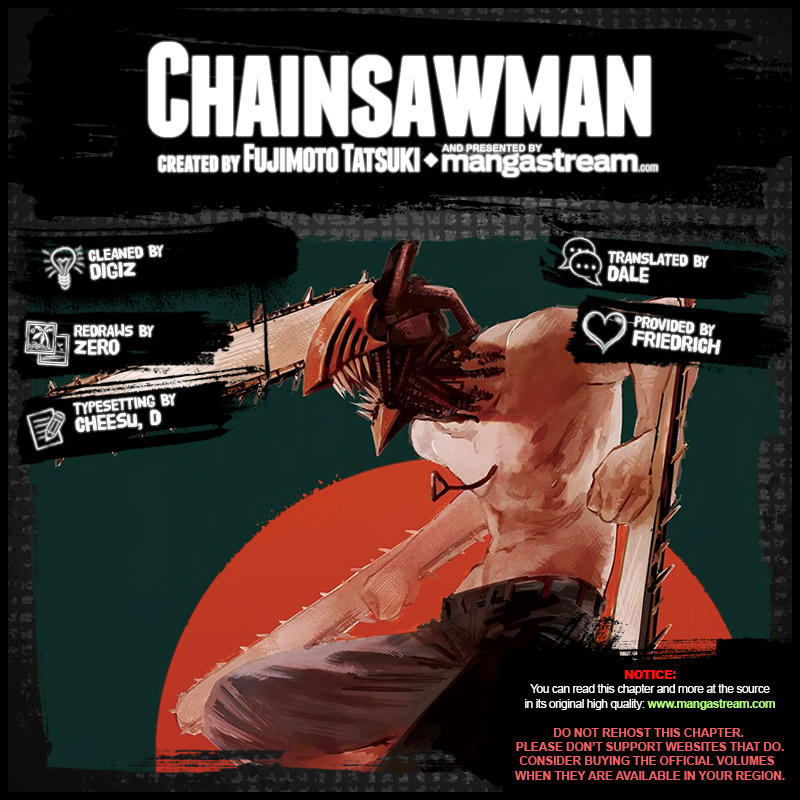 CHAINSAWMAN
CREATED BY FUJIMOTO TATSUKI ◆ AND PRESENTED BY mangastream.com
CLEANED BY
DIGIZ
REDRAWS BY
ZERO
TYPESETTING BY
CHEESU, D
TRANSLATED BY
DALE
PROVIDED BY
FRIEDRICH
NOTICE:
You can read this chapter and more at the source
in its original high quality: www.mangastream.com
DO NOT REHOST THIS CHAPTER.
PLEASE DON'T SUPPORT WEBSITES THAT DO.
CONSIDER BUYING THE OFFICIAL VOLUMES
WHEN THEY ARE AVAILABLE IN YOUR REGION.